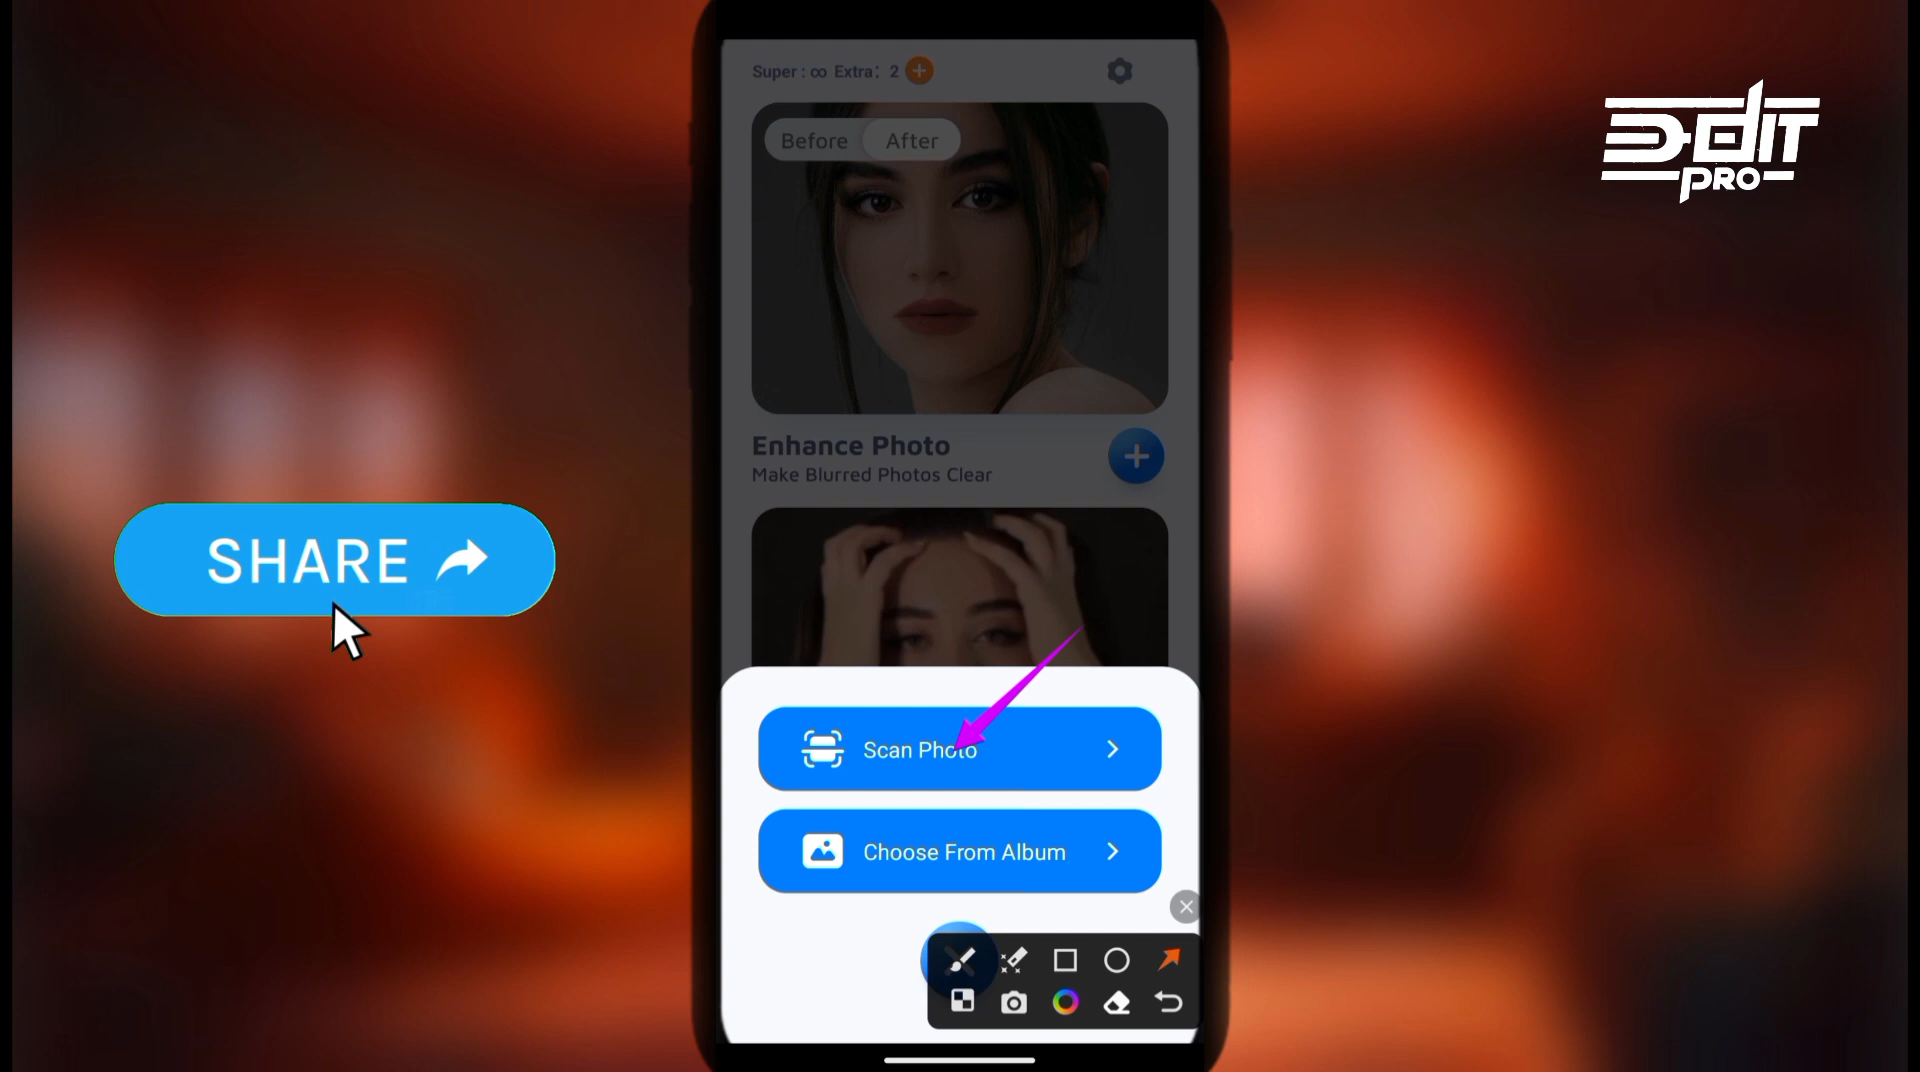 Super : ∞ Extra: 2
Before After
Enhance Photo
Make Blurred Photos Clear
Scan Photo
Choose From Album
SHARE
EDIT
PRO